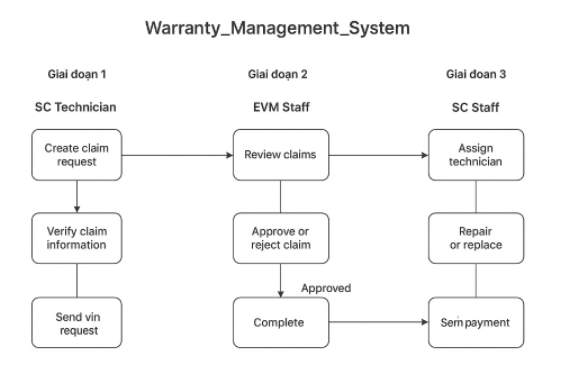 Warranty_Management_System
Giai đoạn 1
Giai đoạn 2
Giai đoan 3
SC Technician
EVM Staff
SC Staff
Create claim
request
Review claims
Assign
technician
Verify claim
information
Approve or
reject claim
Repair
or replace
Approved
Send vin
request
Complete
payment